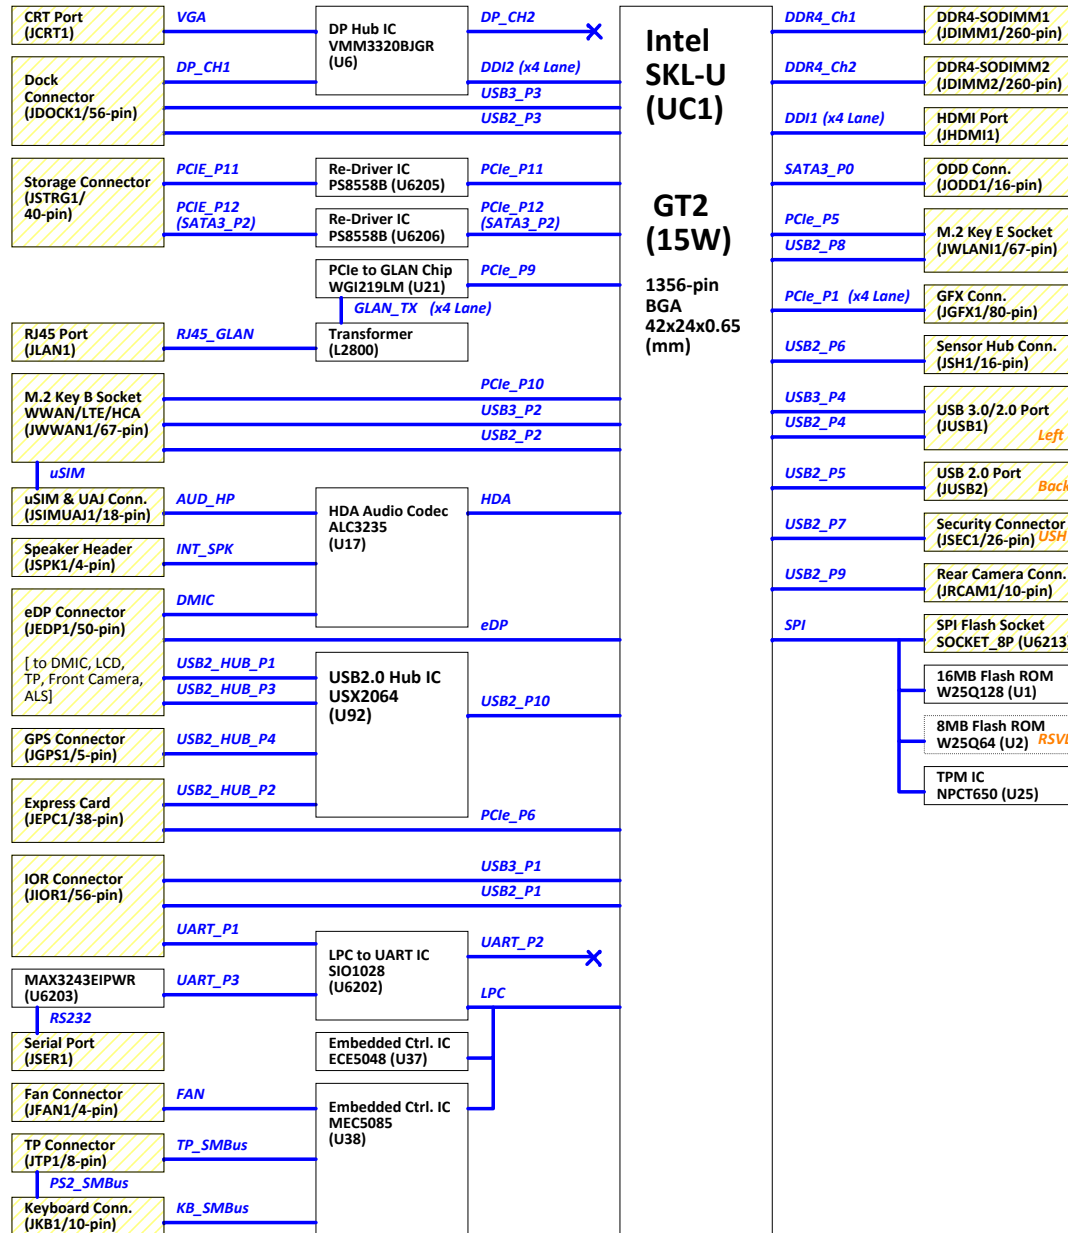 CRT Port
(JCRT1)
VGA
DP Hub IC
VMM3320BJGR
(U6)
DP_CH2
Dock
Connector
(JDOCK1/56-pin)
DP_CH1
DDI2 (x4 Lane)
USB3_P3
USB2_P3
Storage Connector
(JSTRG1/
40-pin)
PCIE_P11
Re-Driver IC
PS8558B (U6205)
PCIe_P11
PCIE_P12
(SATA3_P2)
Re-Driver IC
PS8558B (U6206)
PCIe_P12
(SATA3_P2)
PCIe to GLAN Chip
WGI219LM (U21)
PCIe_P9
GLAN_TX (x4 Lane)
RJ45 Port
(JLAN1)
RJ45_GLAN
Transformer
(L2800)
M.2 Key B Socket
WWAN/LTE/HCA
(JWWAN1/67-pin)
PCIe_P10
USB3_P2
USB2_P2
uSIM
uSIM & UAJ Conn.
(JSIMUAJ1/18-pin)
AUD_HP
HDA Audio Codec
ALC3235
(U17)
HDA
Speaker Header
(JSPK1/4-pin)
INT_SPK
eDP Connector
(JEDP1/50-pin)
[ to DMIC, LCD,
TP, Front Camera,
ALS]
DMIC
eDP
USB2_HUB_P1
USB2_HUB_P3
USB2.0 Hub IC
USX2064
(U92)
USB2_P10
GPS Connector
(JGPS1/5-pin)
USB2_HUB_P4
Express Card
(JEPC1/38-pin)
USB2_HUB_P2
PCIe_P6
IOR Connector
(JIOR1/56-pin)
USB3_P1
USB2_P1
UART_P1
LPC to UART IC
SIO1028
(U6202)
UART_P2
MAX3243EIPWR
(U6203)
UART_P3
LPC
RS232
Serial Port
(JSER1)
Embedded Ctrl. IC
ECE5048 (U37)
Fan Connector
(JFAN1/4-pin)
FAN
Embedded Ctrl. IC
MEC5085
(U38)
TP Connector
(JTP1/8-pin)
TP_SMBus
PS2_SMBus
Keyboard Conn.
(JKB1/10-pin)
KB_SMBus
Intel
SKL-U
(UC1)
GT2
(15W)
1356-pin
BGA
42x24x0.65
(mm)
DDR4_Ch1
DDR4-SODIMM1
(JDIMM1/260-pin)
DDR4_Ch2
DDR4-SODIMM2
(JDIMM2/260-pin)
DDI1 (x4 Lane)
HDMI Port
(JHDMI1)
SATA3_P0
ODD Conn.
(JODD1/16-pin)
PCIe_P5
USB2_P8
M.2 Key E Socket
(JWLANI1/67-pin)
PCIe_P1 (x4 Lane)
GFX Conn.
(JGFX1/80-pin)
USB2_P6
Sensor Hub Conn.
(JSH1/16-pin)
USB3_P4
USB2_P4
USB 3.0/2.0 Port
(JUSB1)
Left
USB2_P5
USB 2.0 Port
(JUSB2) Back
USB2_P7
Security Connector
(JSEC1/26-pin) USH
USB2_P9
Rear Camera Conn.
(JRCAM1/10-pin)
SPI
SPI Flash Socket
SOCKET_8P (U6213)
16MB Flash ROM
W25Q128 (U1)
8MB Flash ROM
W25Q64 (U2)
TPM IC
NPCT650 (U25)